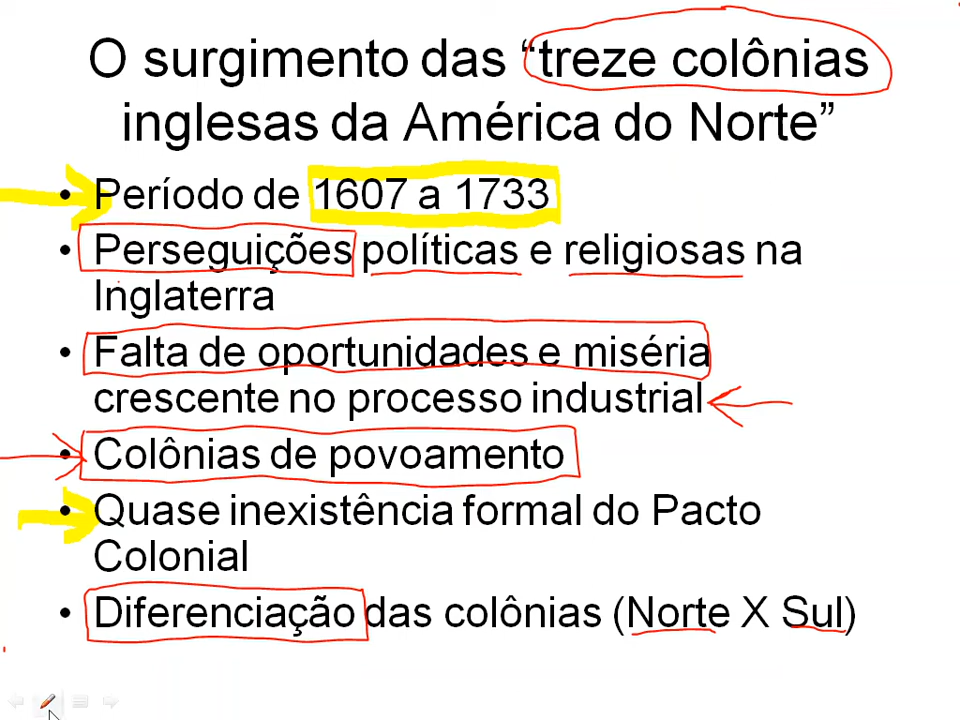 O surgimento das “treze colônias
inglesas da América do Norte”
• Período de 1607 a 1733
• Perseguições políticas e religiosas na
Inglaterra
• Falta de oportunidades e miséria
crescente no processo industrial
• Colônias de povoamento
• Quase inexistência formal do Pacto
Colonial
• Diferenciação das colônias (Norte X Sul)